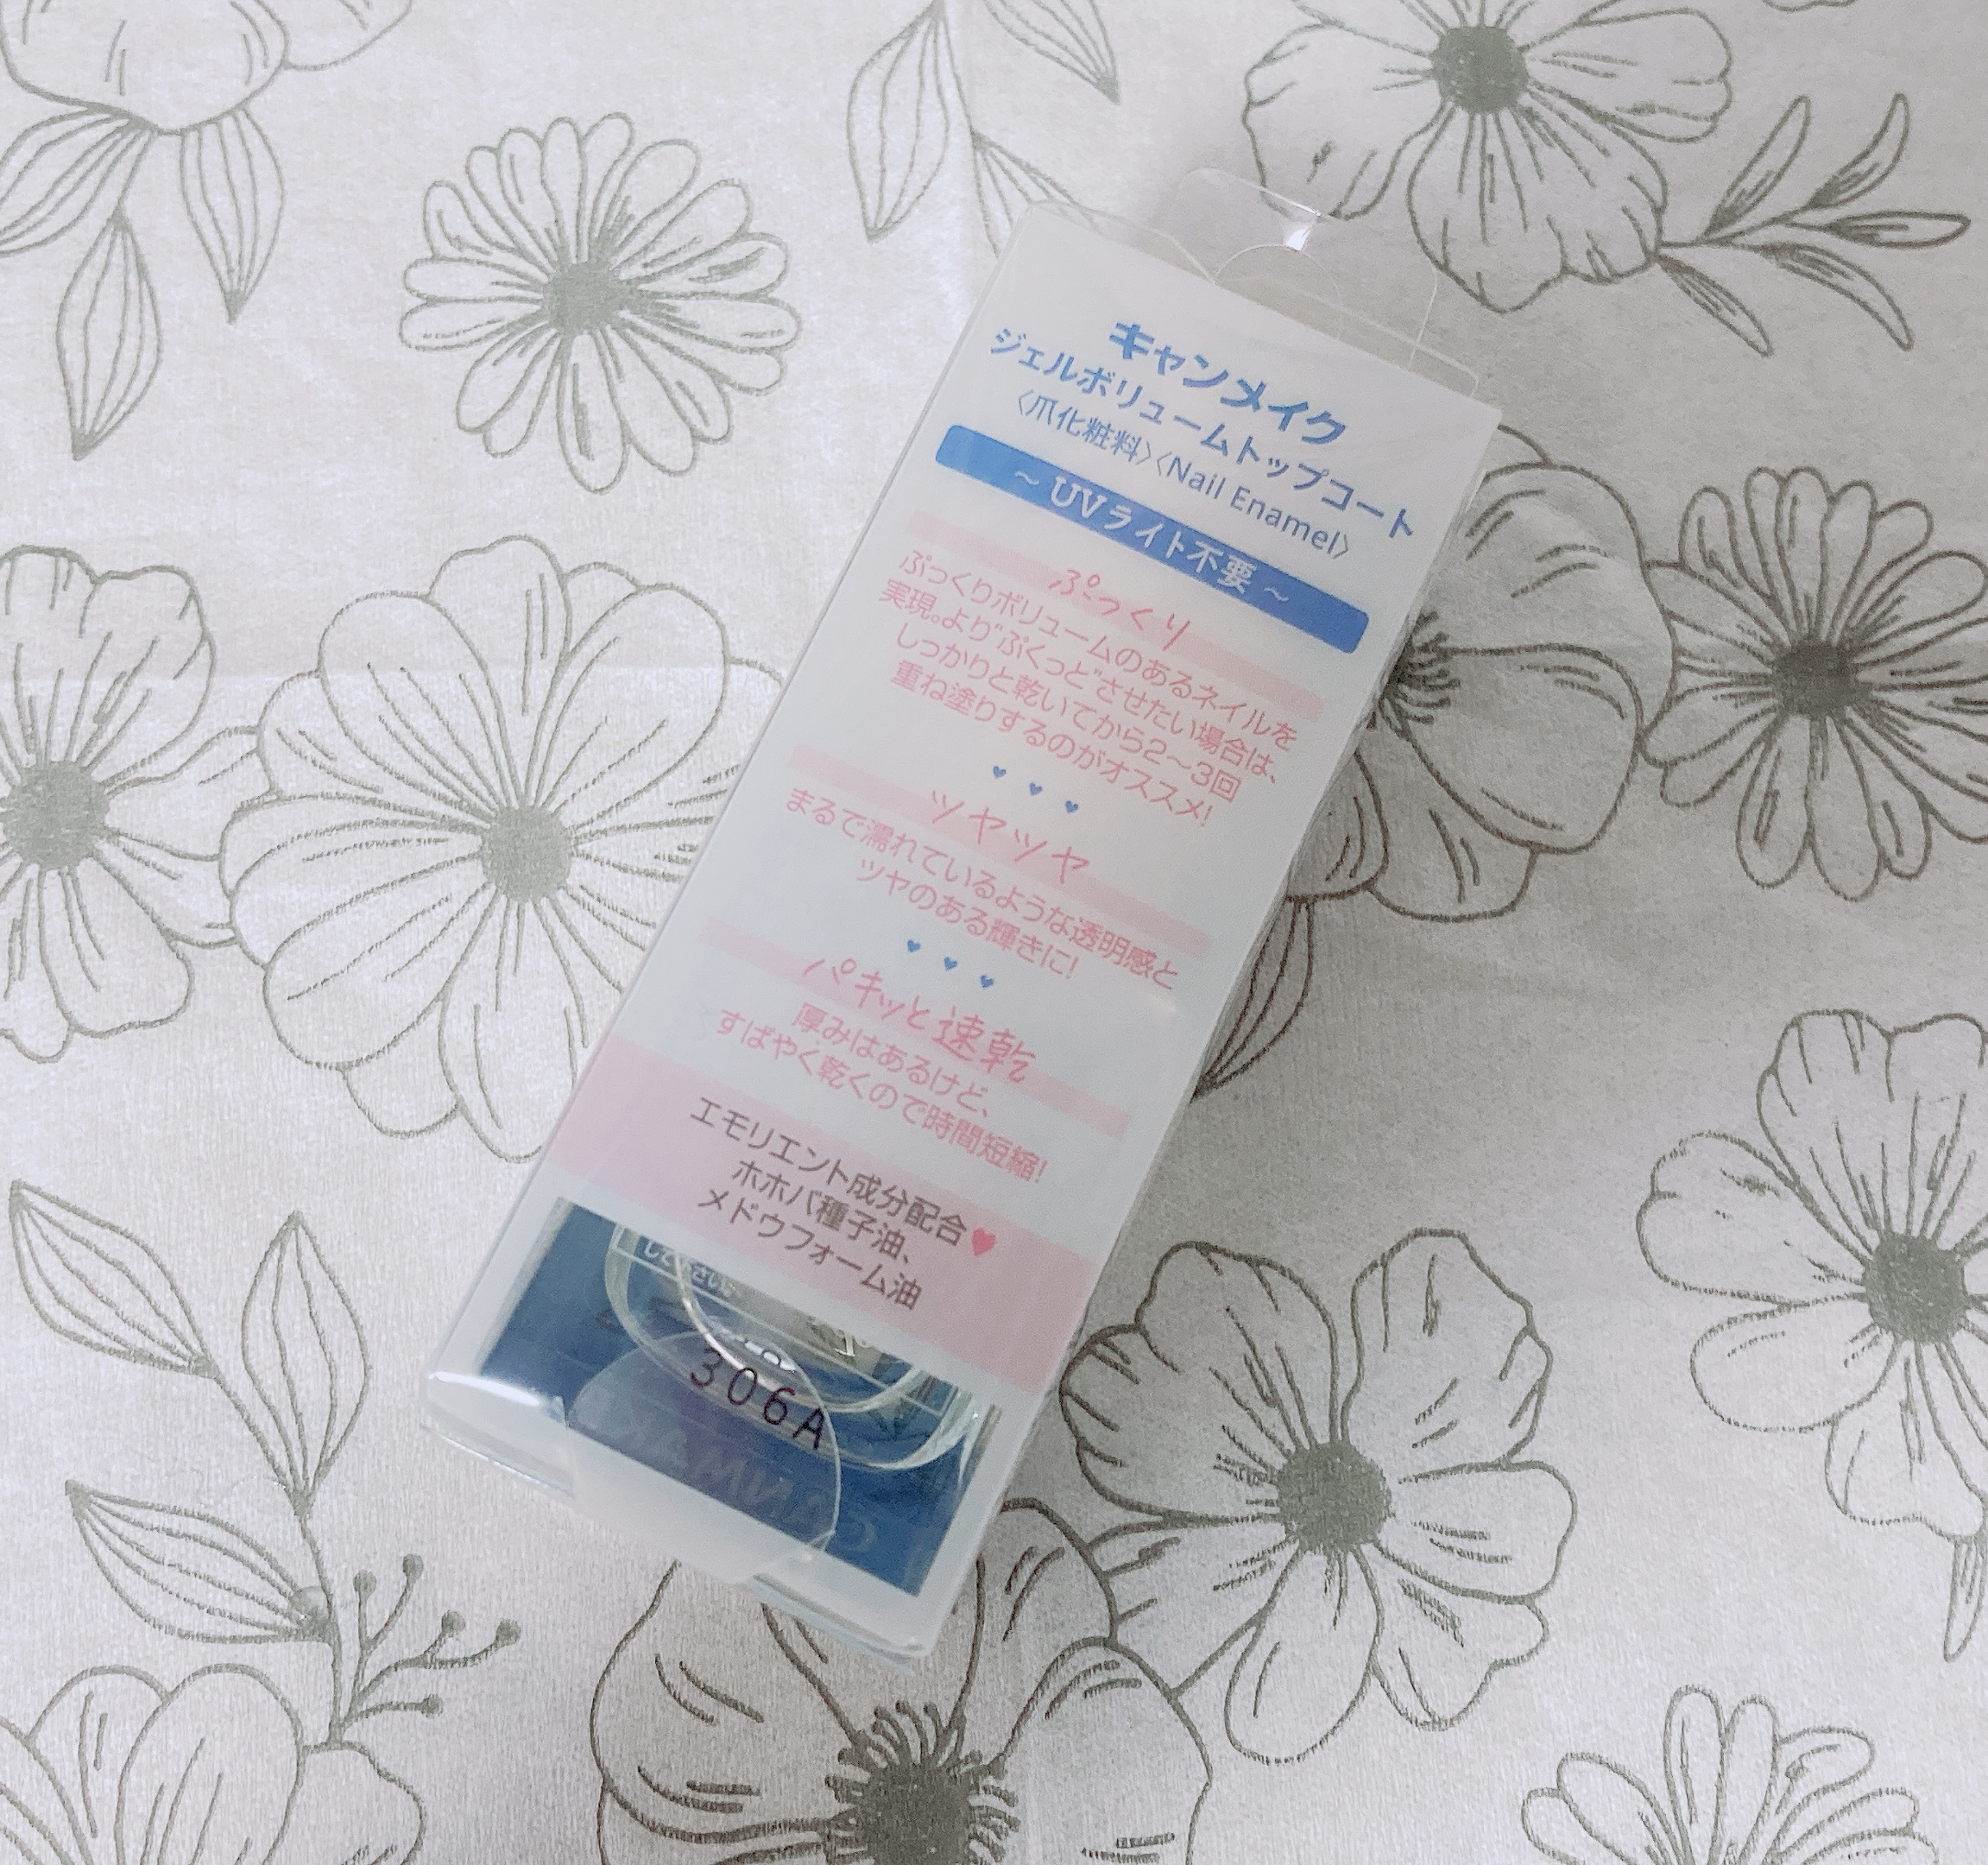 キャンメイク
ジェルボリュームトップコート
〈爪化粧料〉〈Nail Enamel〉
～ UVライト不要 ～
ぷっくり
ぷっくりボリュームのあるネイルを
実現。より"ぷくっと"させたい場合は、
しっかりと乾いてから2～3回
重ね塗りするのがオススメ!
ツヤツヤ
まるで濡れているような透明感と
ツヤのある輝きに!
パキッと速乾
厚みはあるけど、
すばやく乾くので時間短縮!
エモリエント成分配合♥
ホホバ種子油、
メドウフォーム油
してください
306A